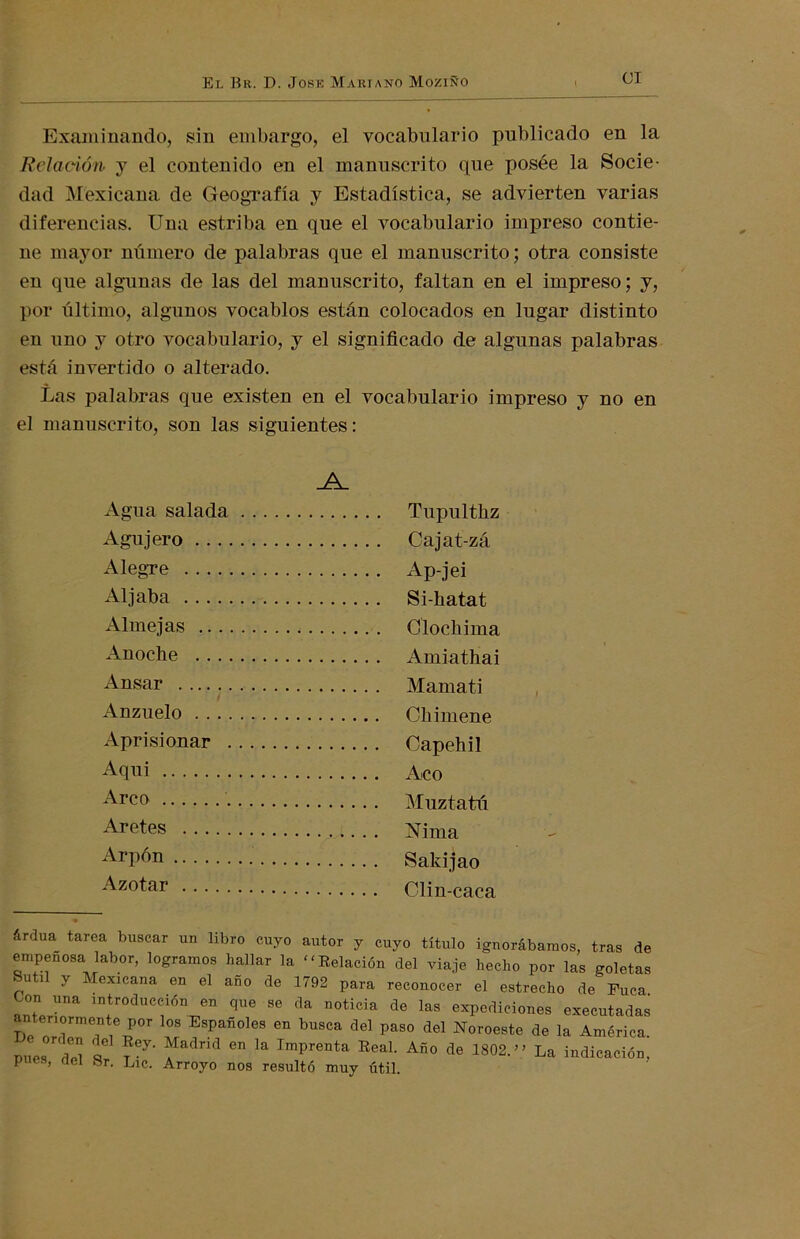 El Br. D. Jose Mariano Moziño CI
Examinando, sin embargo, el vocabulario publicado en la
Relación y el contenido en el manuscrito que posée la Socie-
dad Mexicana de Geografía y Estadística, se advierten varias
diferencias. Una estriba en que el vocabulario impreso contie-
ne mayor número de palabras que el manuscrito; otra consiste
en que algunas de las del manuscrito, faltan en el impreso; y,
por último, algunos vocablos están colocados en lugar distinto
en uno y otro vocabulario, y el significado de algunas palabras
está invertido o alterado.
Las palabras que existen en el vocabulario impreso y no en
el manuscrito, son las siguientes:
A
Agua salada .............. Tupulthz
Agujero .................. Cajat-zá
Alegre ................... Ap-jei
Aljaba ................... Si-hatat
Almejas .................. Clochima
Anoche ................... Amiathai
Ansar .................... Mamati
Anzuelo .................. Chimene
Aprisionar ............... Capehil
Aqui ..................... Aco
Arco ..................... Muztatú
Aretes ................... Nima
Arpón .................... Sakijao
Azotar ................... Clin-caca
árdua tarea buscar un libro cuyo autor y cuyo título ignorábamos, tras de
empeñosa labor, logramos hallar la "Relación del viaje hecho por las goletas
Sutil y Mexicana en el año de 1792 para reconocer el estrecho de Fuca.
Con una introducción en que se da noticia de las expediciones executadas
anteriormente por los Españoles en busca del paso del Noroeste de la América.
De orden del Rey. Madrid en la Imprenta Real. Año de 1802." La indicación,
pues, del Sr. Lic. Arroyo nos resultó muy útil.